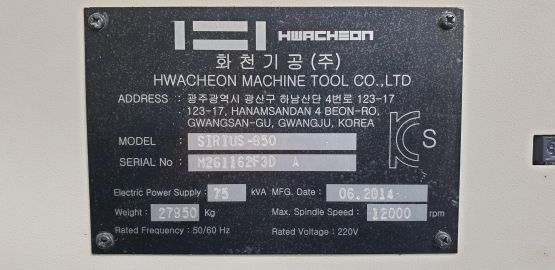 HWACHEON
화천기공(주)
HWACHEON MACHINE TOOL CO.,LTD
ADDRESS : 광주광역시 광산구 하남산단 4번로 123-17
123-17, HANAMSANDAN 4 BEON-RO,
GWANGSAN-GU, GWANGJU, KOREA
MODEL : SIRIUS-850
SERIAL No : M261162F3D A
Electric Power Supply : 75 kVA MFG. Date : 06.2014
Weight : 27850 Kg Max. Spindle Speed : 12000 rpm
Rated Frequency : 50/60 Hz Rated Voltage : 220V
KC S